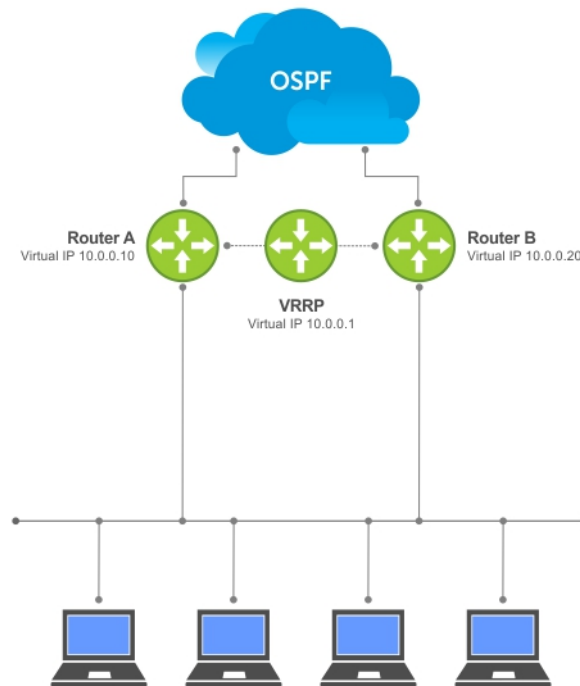 OSPF
Router A
Virtual IP 10.0.0.10
Router B
Virtual IP 10.0.0.20
VRRP
Virtual IP 10.0.0.1